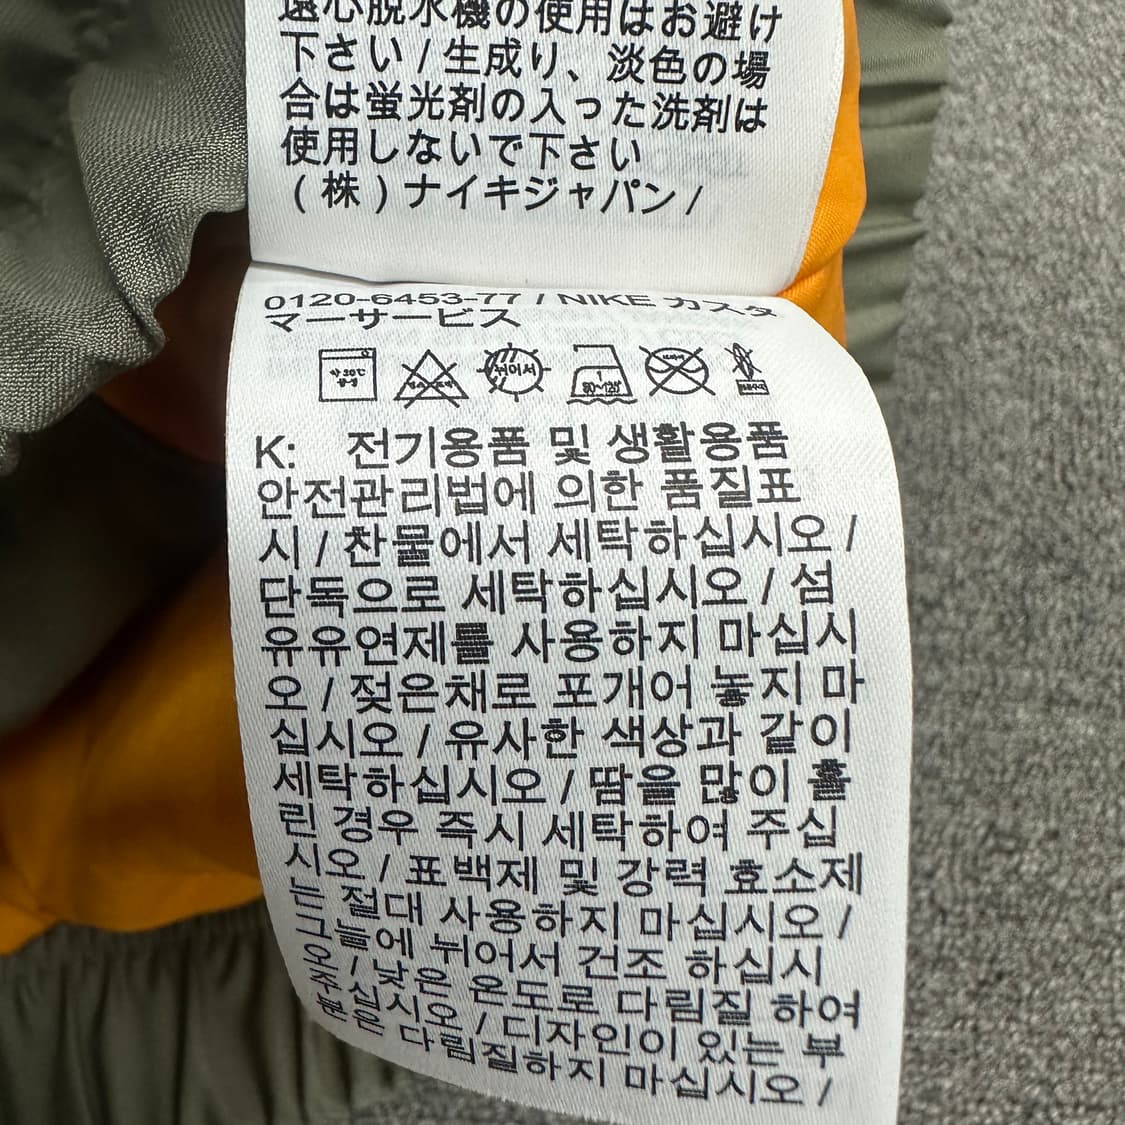 遠心脱水機の使用はお避け
下さい / 生成り、淡色の場
合は蛍光剤の入った洗剤は
使用しないで下さい
(株)ナイキジャパン /
0120-6453-77 / NIKE カスタ
マーサービス
K: 전기용품 및 생활용품
안전관리법에 의한 품질표
시 / 찬물에서 세탁하십시오 /
단독으로 세탁하십시오 / 섬
유유연제를 사용하지 마십시
오 / 젖은채로 포개어 놓지 마
십시오 / 유사한 색상과 같이
세탁하십시오 / 땀을 많이 흘
린 경우 즉시 세탁하여 주십
시오 / 표백제 및 강력 효소제
는 절대 사용하지 마십시오 /
그늘에 뉘어서 건조 하십시
오 / 낮은 온도로 다림질 하여
주십시오 / 디자인이 있는 부
분은 다림질하지 마십시오 /